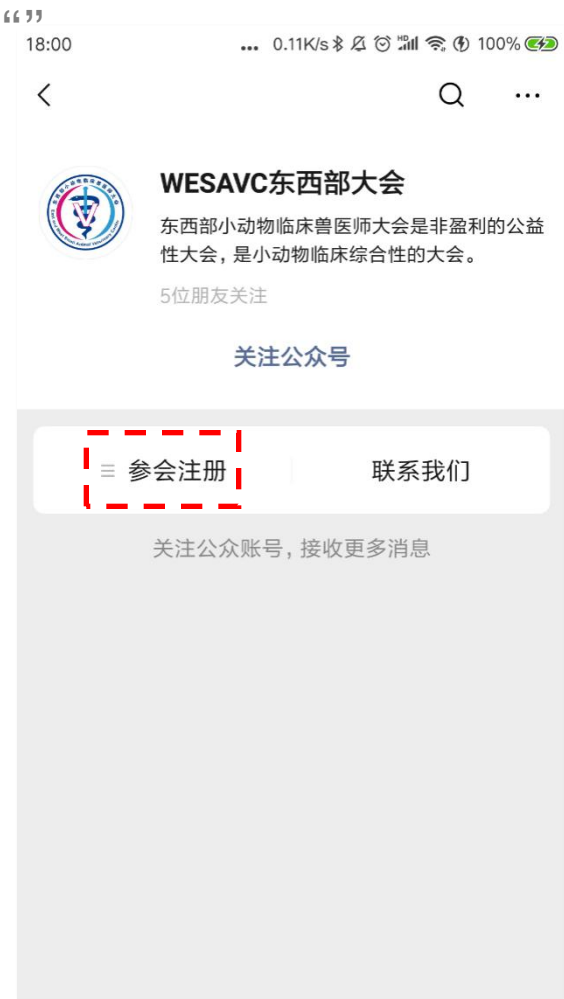 “”
18:00
... 0.11K/s HD 100%
WESAVC东西部大会
东西部小动物临床兽医师大会是非盈利的公益
性大会，是小动物临床综合性的大会。
5位朋友关注
关注公众号
参会注册 联系我们
关注公众账号，接收更多消息